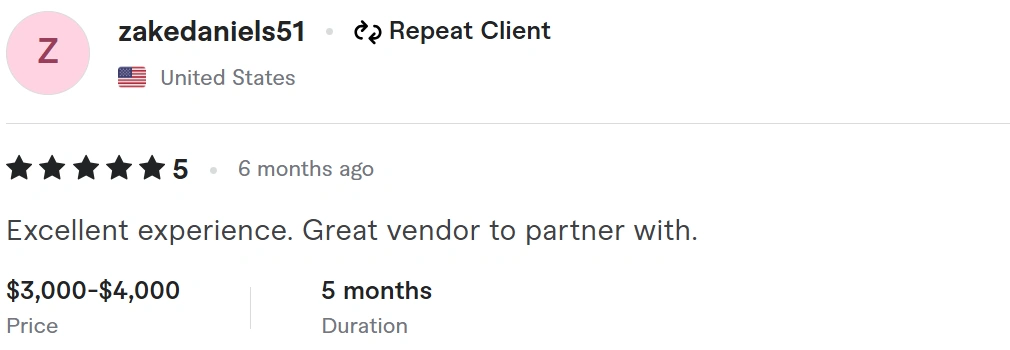 Z
zakedaniels51 • Repeat Client
United States
5 • 6 months ago
Excellent experience. Great vendor to partner with.
$3,000-$4,000
Price
5 months
Duration